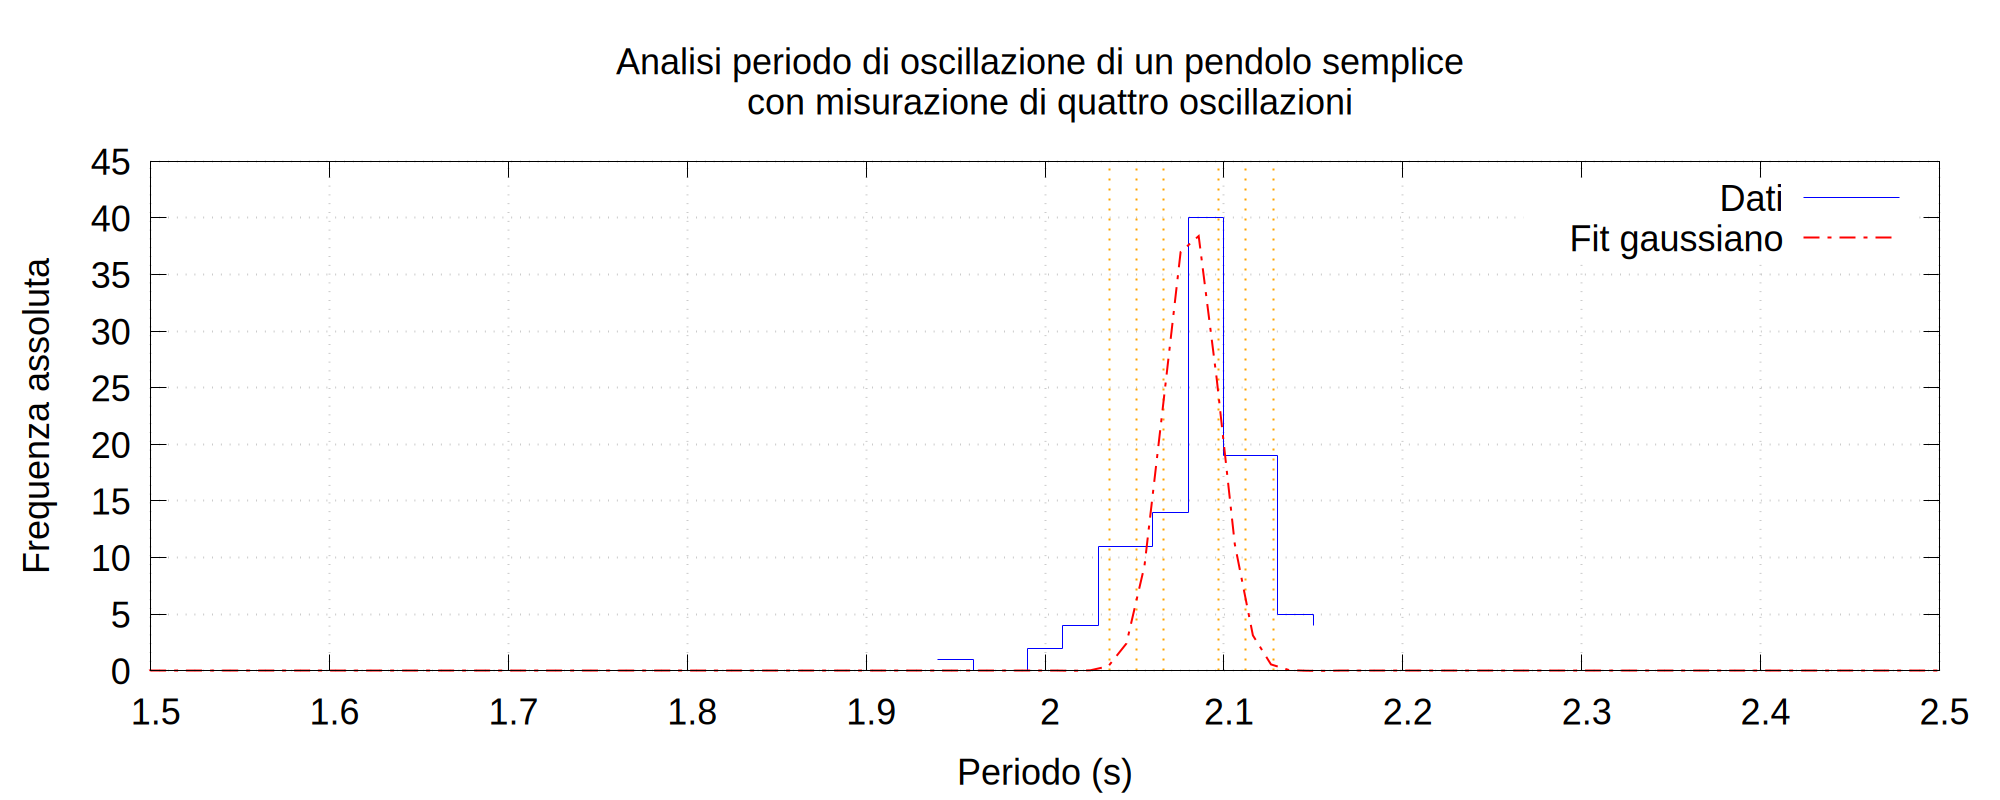 Analisi periodo di oscillazione di un pendolo semplice
con misurazione di quattro oscillazioni
45
40
35
30
25
20
15
10
5
0
Frequenza assoluta
Dati
Fit gaussiano
1.5 1.6 1.7 1.8 1.9 2 2.1 2.2 2.3 2.4 2.5
Periodo (s)